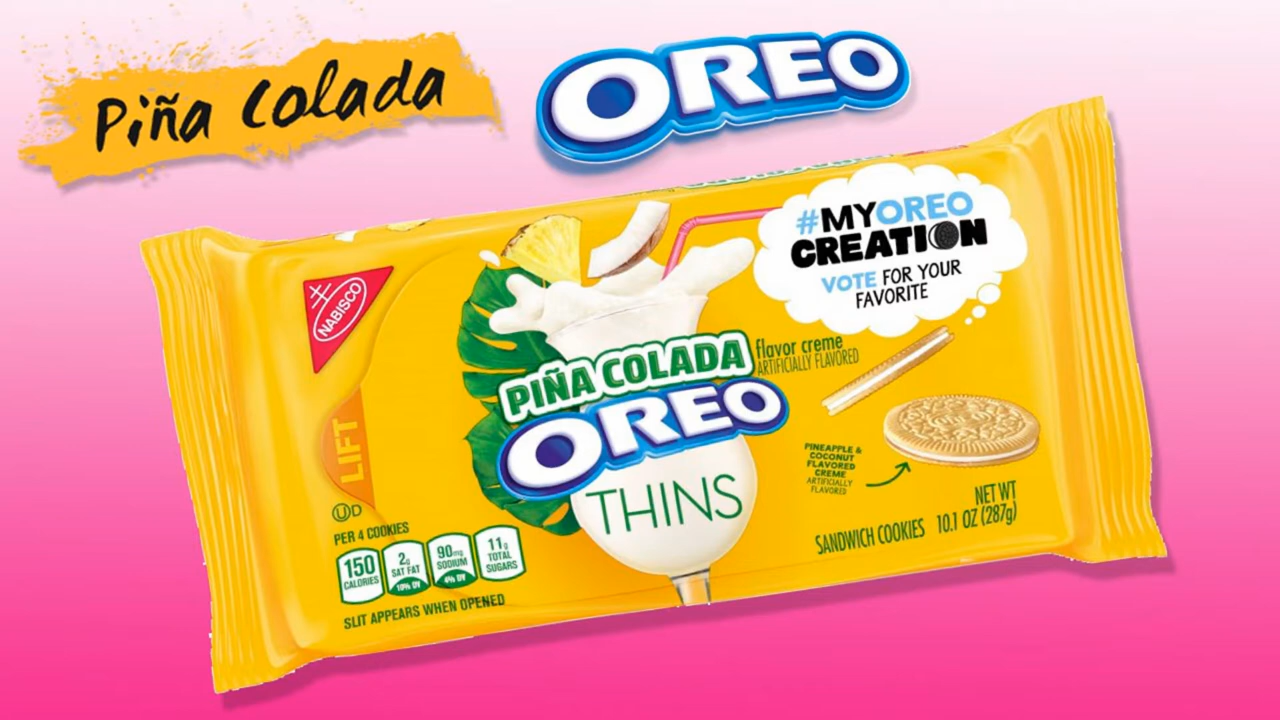 Piña Colada
OREO
#MYOREO
CREATION
VOTE FOR YOUR
FAVORITE
NABISCO
PIÑA COLADA
flavor creme
ARTIFICIALLY FLAVORED
OREO
THINS
LIFT
PINEAPPLE &
COCONUT
FLAVORED
CREME
ARTIFICIALLY
FLAVORED
UD
PER 4 COOKIES
150
CALORIES
2g
SAT FAT
10% DV
90mg
SODIUM
4% DV
11g
TOTAL
SUGARS
SLIT APPEARS WHEN OPENED
NET WT
SANDWICH COOKIES 10.1 OZ (287g)